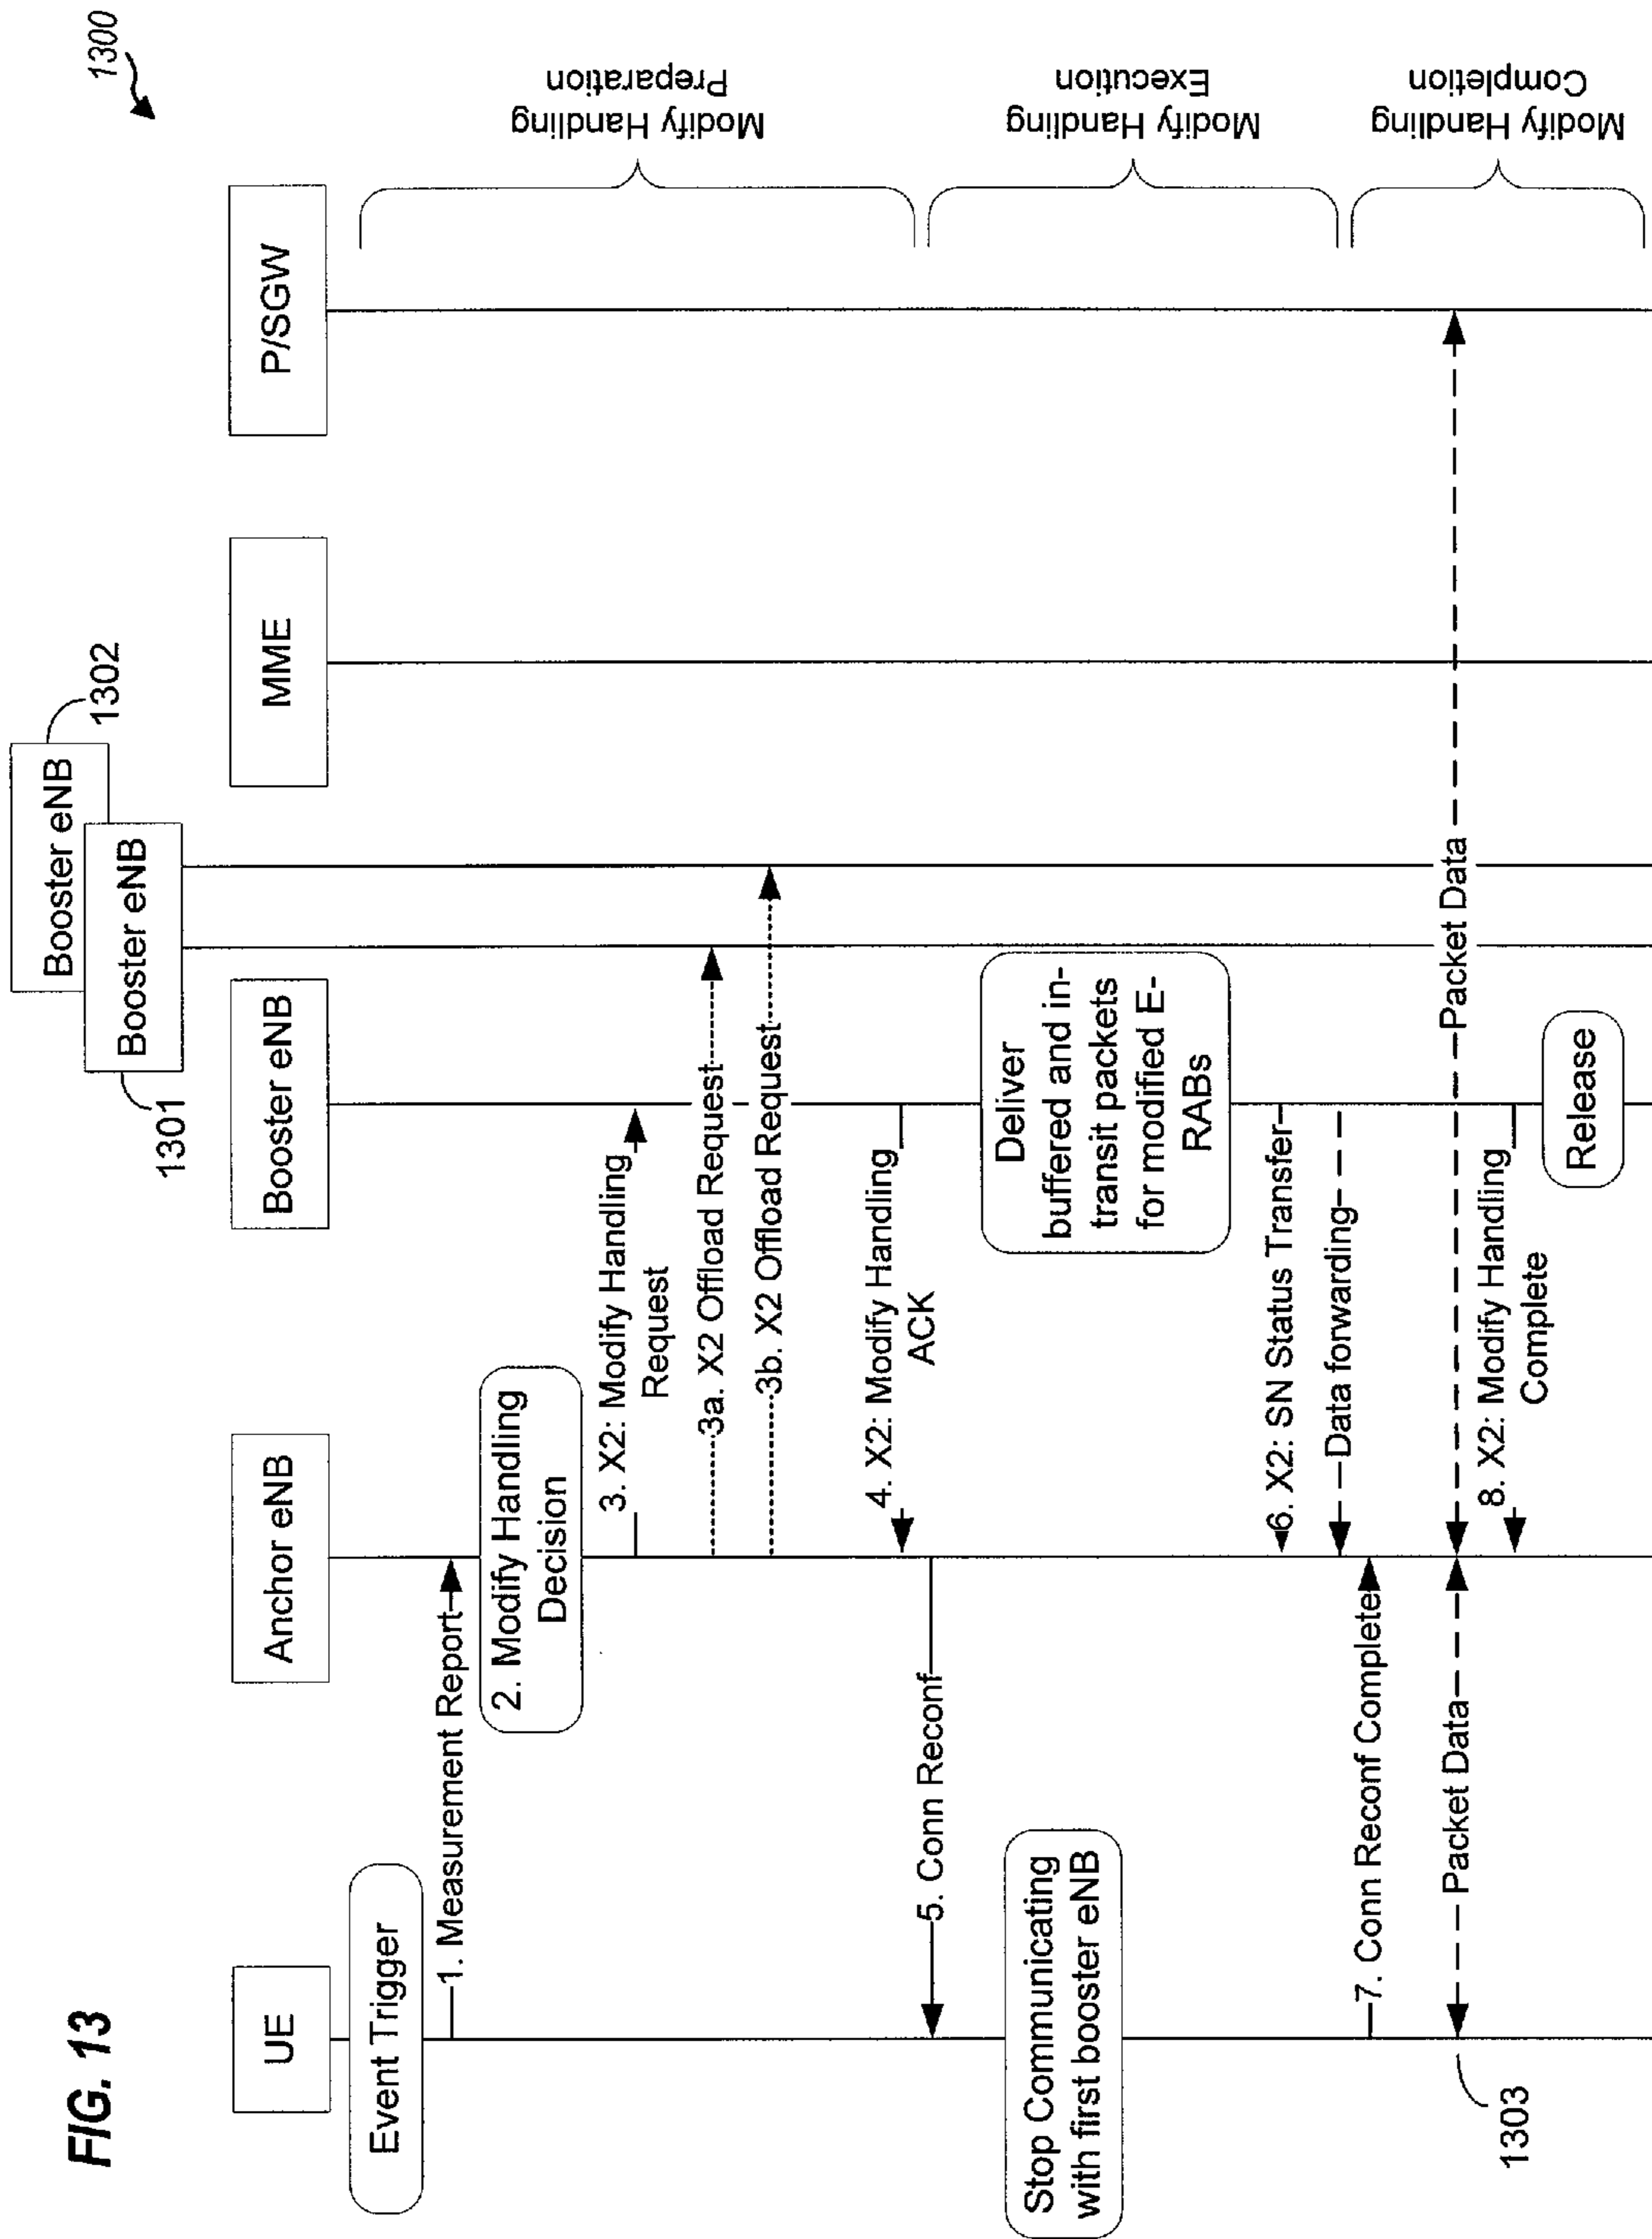 FIG. 13
1300
1302
Booster eNB
Booster eNB
1301
UE
Anchor eNB
Booster eNB
MME
P/SGW
Event Trigger
1. Measurement Report
2. Modify Handling
Decision
3. X2: Modify Handling
Request
3a. X2 Offload Request
3b. X2 Offload Request
4. X2: Modify Handling
ACK
Modify Handling
Preparation
5. Conn Reconf
Stop Communicating
with first booster eNB
Deliver
buffered and in-
transit packets
for modified E-
RABs
6. X2: SN Status Transfer
Data forwarding
Modify Handling
Execution
7. Conn Reconf Complete
Packet Data
Packet Data
1303
8. X2: Modify Handling
Complete
Release
Modify Handling
Completion